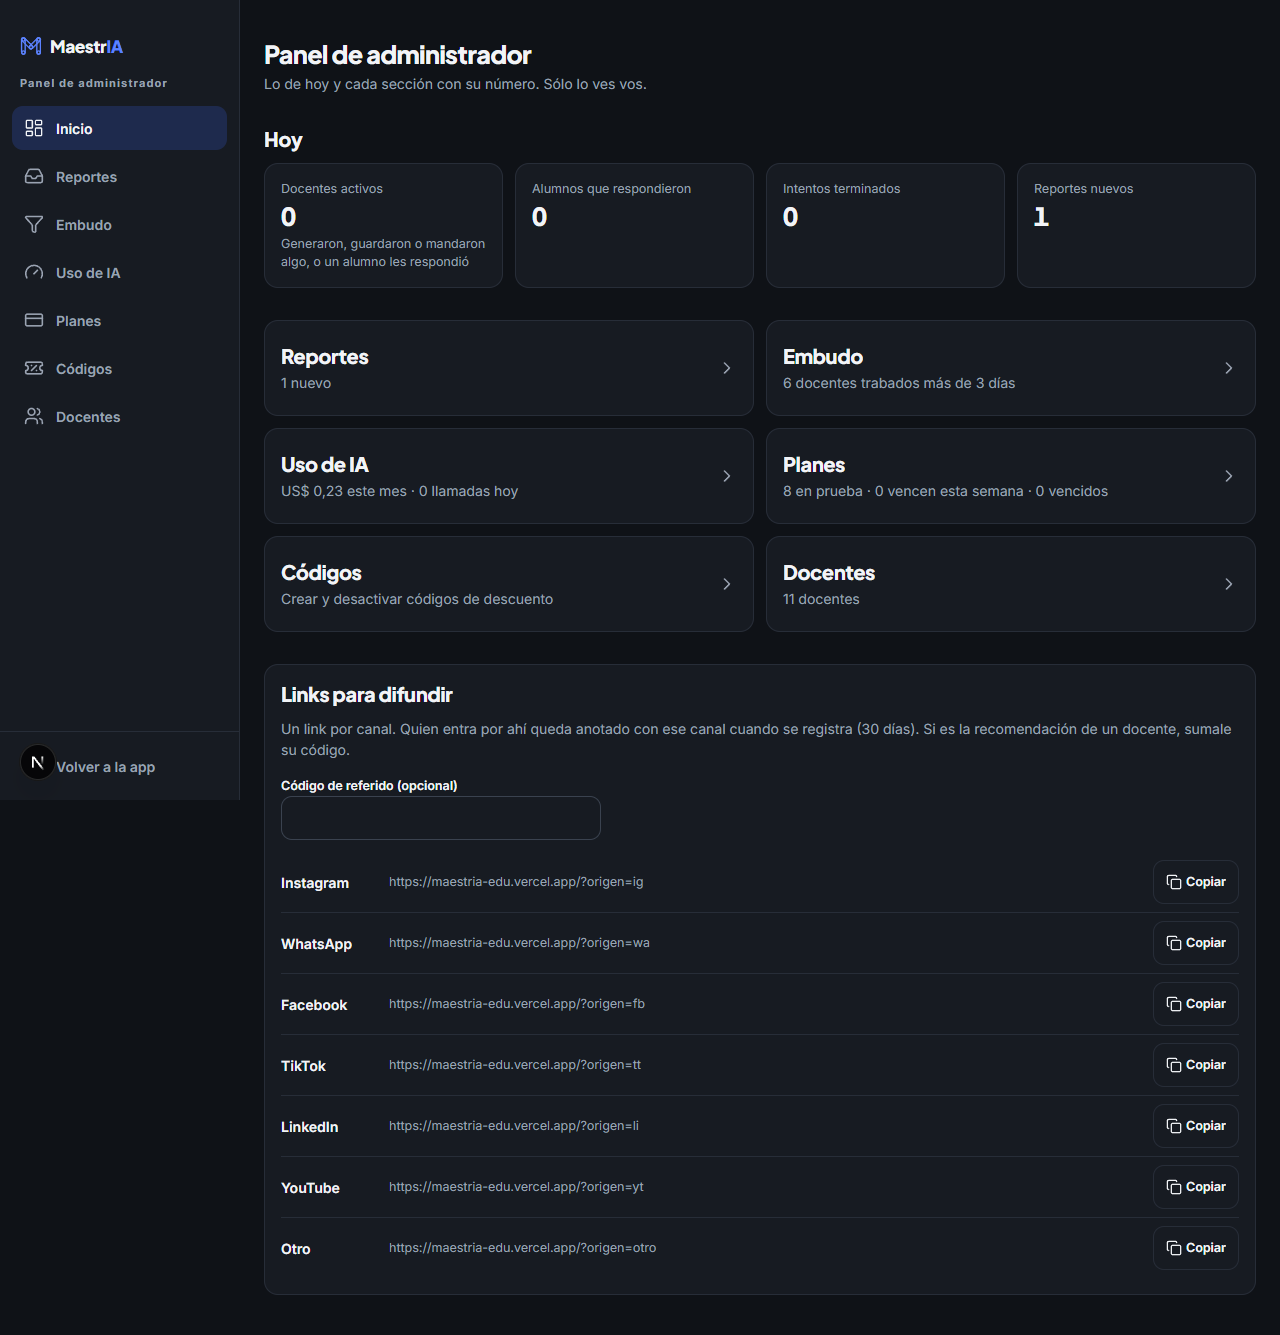 MaestrIA
Panel de administrador
Inicio
Reportes
Embudo
Uso de IA
Planes
Códigos
Docentes
N
Volver a la app
Panel de administrador
Lo de hoy y cada sección con su número. Sólo lo ves vos.
Hoy
Docentes activos
0
Generaron, guardaron o mandaron
algo, o un alumno les respondió
Alumnos que respondieron
0
Intentos terminados
0
Reportes nuevos
1
Reportes
1 nuevo
Embudo
6 docentes trabados más de 3 días
Uso de IA
US$ 0,23 este mes · 0 llamadas hoy
Planes
8 en prueba · 0 vencen esta semana · 0 vencidos
Códigos
Crear y desactivar códigos de descuento
Docentes
11 docentes
Links para difundir
Un link por canal. Quien entra por ahí queda anotado con ese canal cuando se registra (30 días). Si es la recomendación de un docente, sumale
su código.
Código de referido (opcional)
Instagram https://maestria-edu.vercel.app/?origen=ig Copiar
WhatsApp https://maestria-edu.vercel.app/?origen=wa Copiar
Facebook https://maestria-edu.vercel.app/?origen=fb Copiar
TikTok https://maestria-edu.vercel.app/?origen=tt Copiar
LinkedIn https://maestria-edu.vercel.app/?origen=li Copiar
YouTube https://maestria-edu.vercel.app/?origen=yt Copiar
Otro https://maestria-edu.vercel.app/?origen=otro Copiar